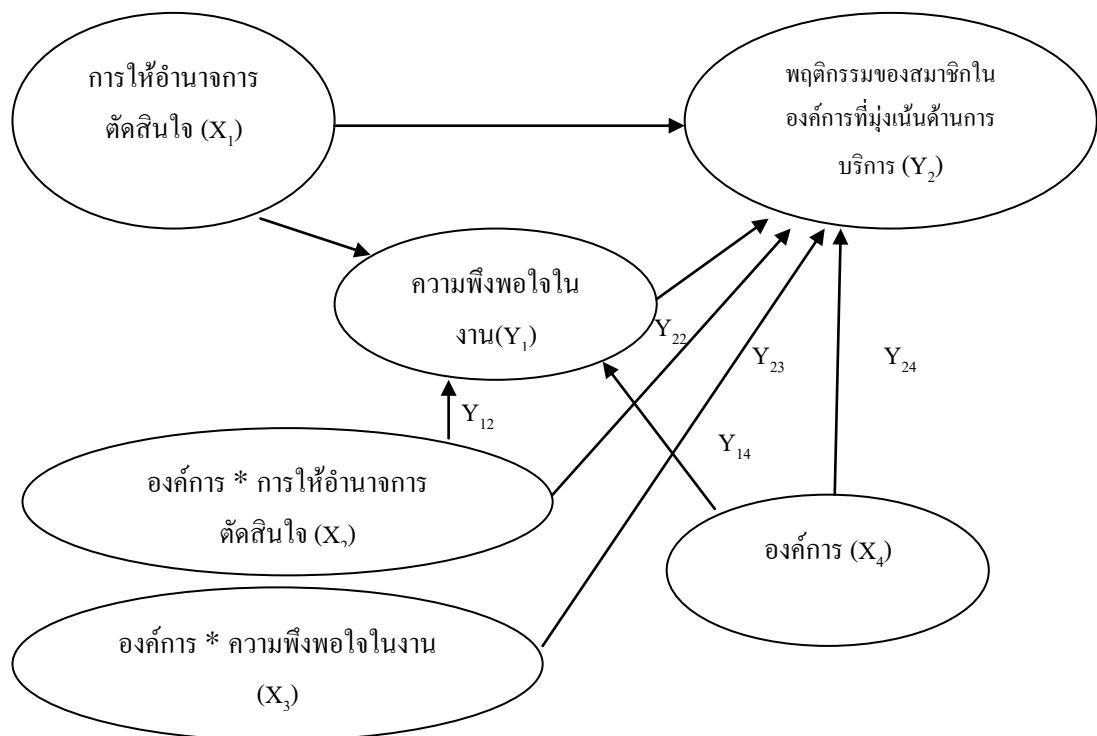 การให้อำนาจการ
ตัดสินใจ (X₁)
พฤติกรรมของสมาชิกใน
องค์การที่มุ่งเน้นด้านการ
บริการ (Y₂)
ความพึงพอใจใน
งาน(Y₁)
Y₂₂
Y₂₃
Y₂₄
Y₁₂
Y₁₄
องค์การ * การให้อำนาจการ
ตัดสินใจ (X₂)
องค์การ (X₄)
องค์การ * ความพึงพอใจในงาน
(X₃)